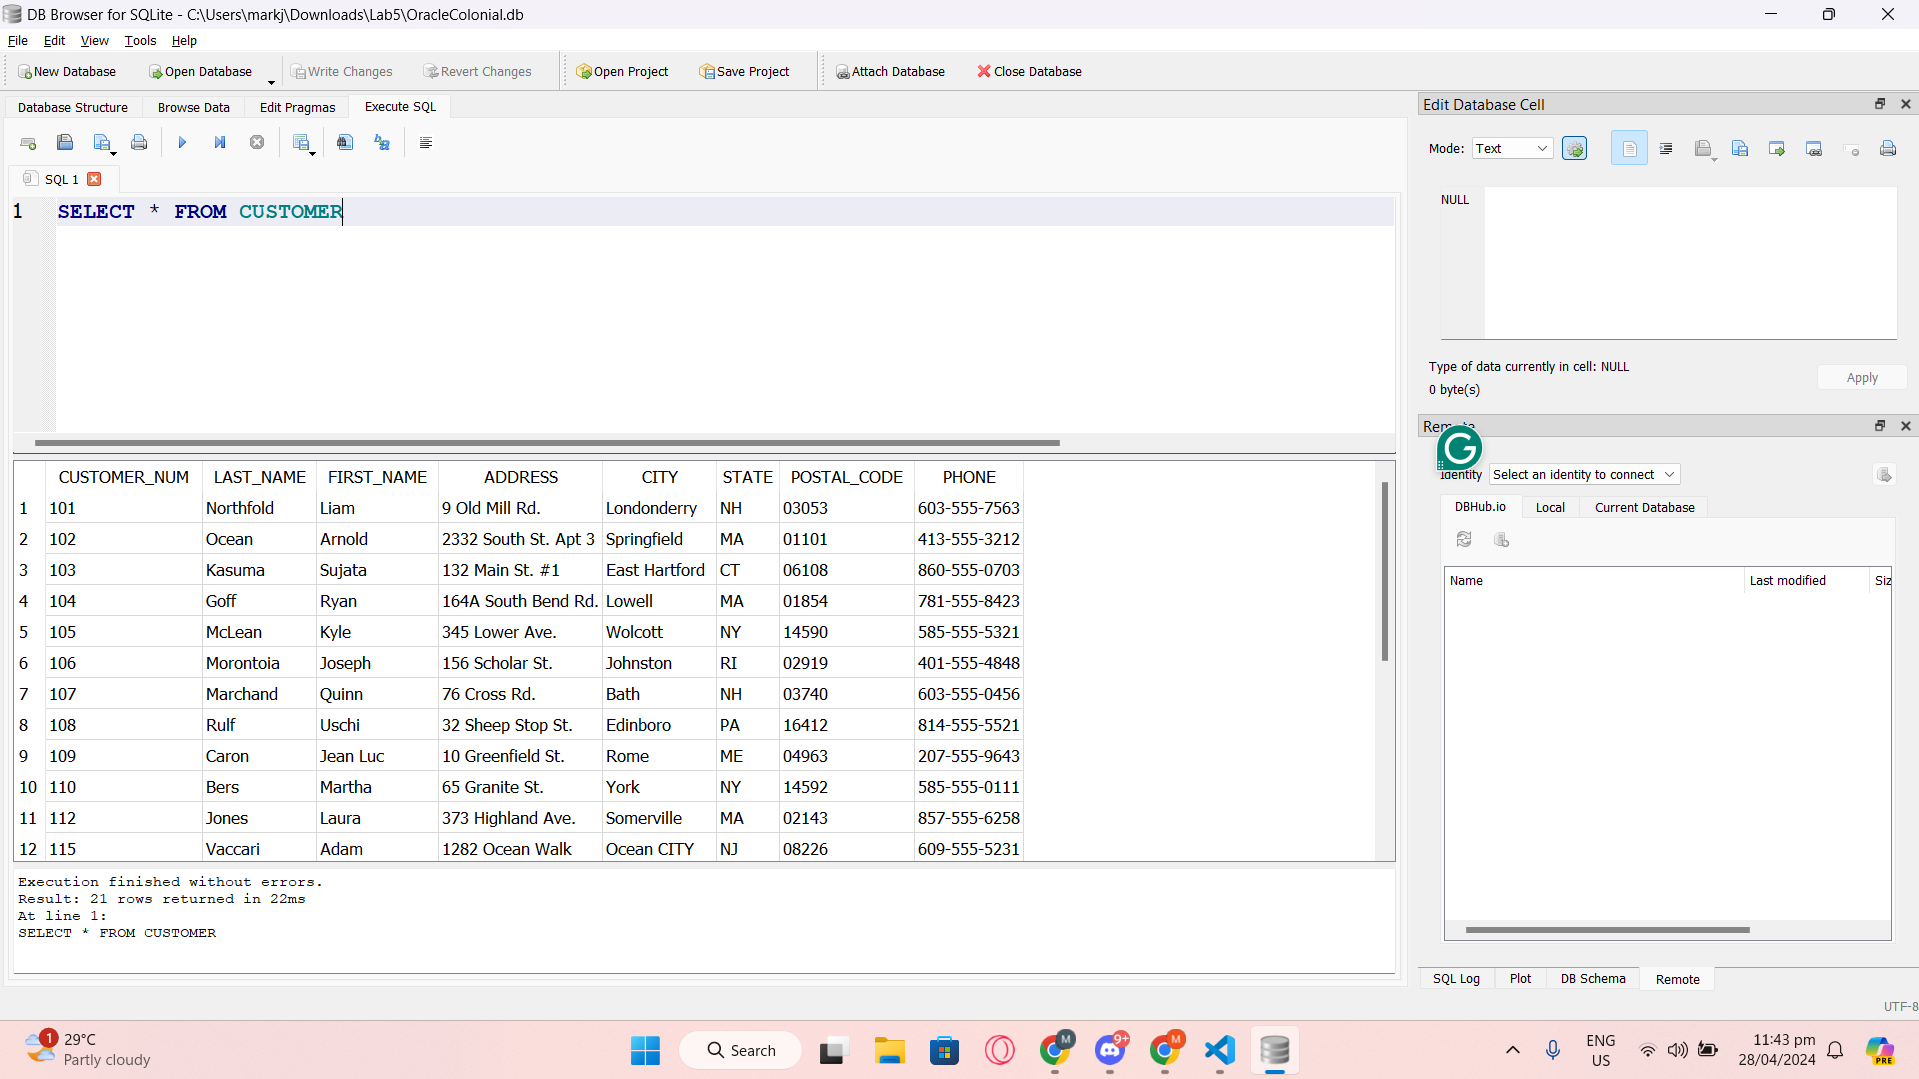 DB Browser for SQLite - C:\Users\markj\Downloads\Lab5\OracleColonial.db
File Edit View Tools Help
New Database Open Database Write Changes Revert Changes Open Project Save Project Attach Database Close Database
Database Structure Browse Data Edit Pragmas Execute SQL
SQL 1
1 SELECT * FROM CUSTOMER
CUSTOMER_NUM LAST_NAME FIRST_NAME ADDRESS CITY STATE POSTAL_CODE PHONE
1 101 Northfold Liam 9 Old Mill Rd. Londonderry NH 03053 603-555-7563
2 102 Ocean Arnold 2332 South St. Apt 3 Springfield MA 01101 413-555-3212
3 103 Kasuma Sujata 132 Main St. #1 East Hartford CT 06108 860-555-0703
4 104 Goff Ryan 164A South Bend Rd. Lowell MA 01854 781-555-8423
5 105 McLean Kyle 345 Lower Ave. Wolcott NY 14590 585-555-5321
6 106 Morontoia Joseph 156 Scholar St. Johnston RI 02919 401-555-4848
7 107 Marchand Quinn 76 Cross Rd. Bath NH 03740 603-555-0456
8 108 Rulf Uschi 32 Sheep Stop St. Edinboro PA 16412 814-555-5521
9 109 Caron Jean Luc 10 Greenfield St. Rome ME 04963 207-555-9643
10 110 Bers Martha 65 Granite St. York NY 14592 585-555-0111
11 112 Jones Laura 373 Highland Ave. Somerville MA 02143 857-555-6258
12 115 Vaccari Adam 1282 Ocean Walk Ocean CITY NJ 08226 609-555-5231
Execution finished without errors.
Result: 21 rows returned in 22ms
At line 1:
SELECT * FROM CUSTOMER
Edit Database Cell
Mode: Text
NULL
Type of data currently in cell: NULL
0 byte(s)
Apply
Remote
G
Identity Select an identity to connect
DBHub.io Local Current Database
Name Last modified Siz
SQL Log Plot DB Schema Remote
UTF-8
1
29°C
Partly cloudy
Search
M
9+
M
PRE
ENG
US
11:43 pm
28/04/2024